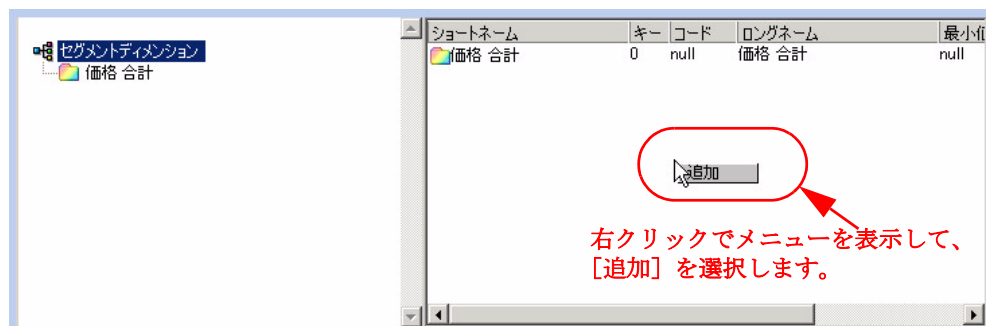 セグメントディメンション
価格 合計
ショートネーム キー コード ロングネーム 最小
価格 合計 0 null 価格 合計 null
追加
右クリックでメニューを表示して、
[追加] を選択します。